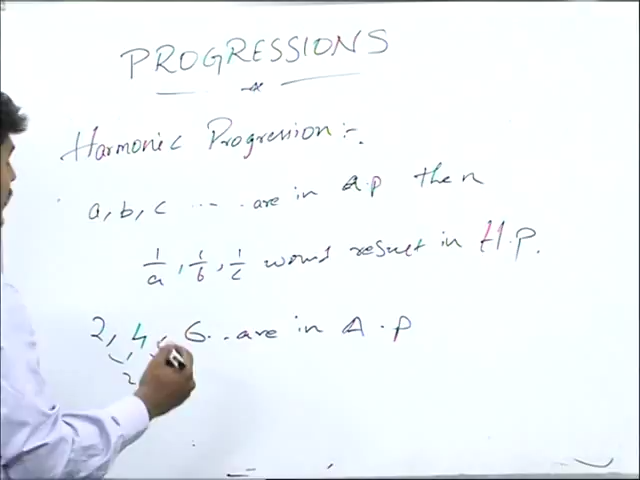 PROGRESSIONS
Harmonic Progression :-.
a, b, c ..... are in A.P then
1/a, 1/b, 1/c would result in H.P.
2, 4, 6.. are in A.P
2